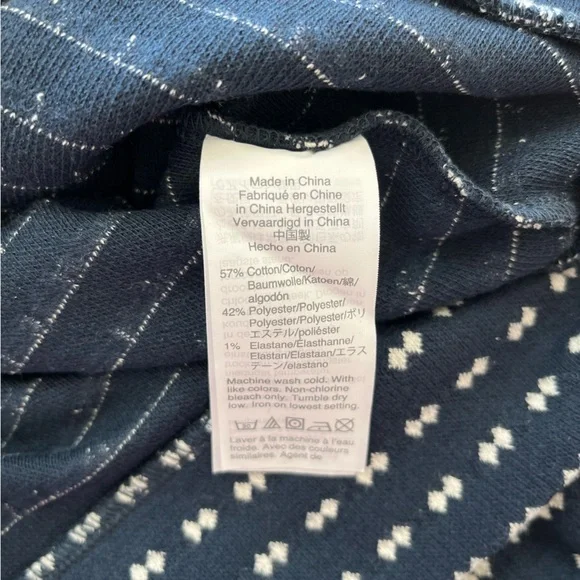 Made in China
Fabriqué en Chine
in China Hergestellt
Vervaardigd in China
中国製
Hecho en China
57% Cotton/Coton/
Baumwolle/Katoen/綿/
algodón
42% Polyester/Polyester/
Polyester/Polyester/ポリ
エステル/poliéster
1% Elastane/Elasthanne/
Elastan/Elastaan/エラス
テーン/elastano
Machine wash cold. With
like colors. Non-chlorine
bleach only. Tumble dry
low. Iron on lowest setting.
Laver à la machine à l'eau
froide. Avec des couleurs
similaires. Agent de